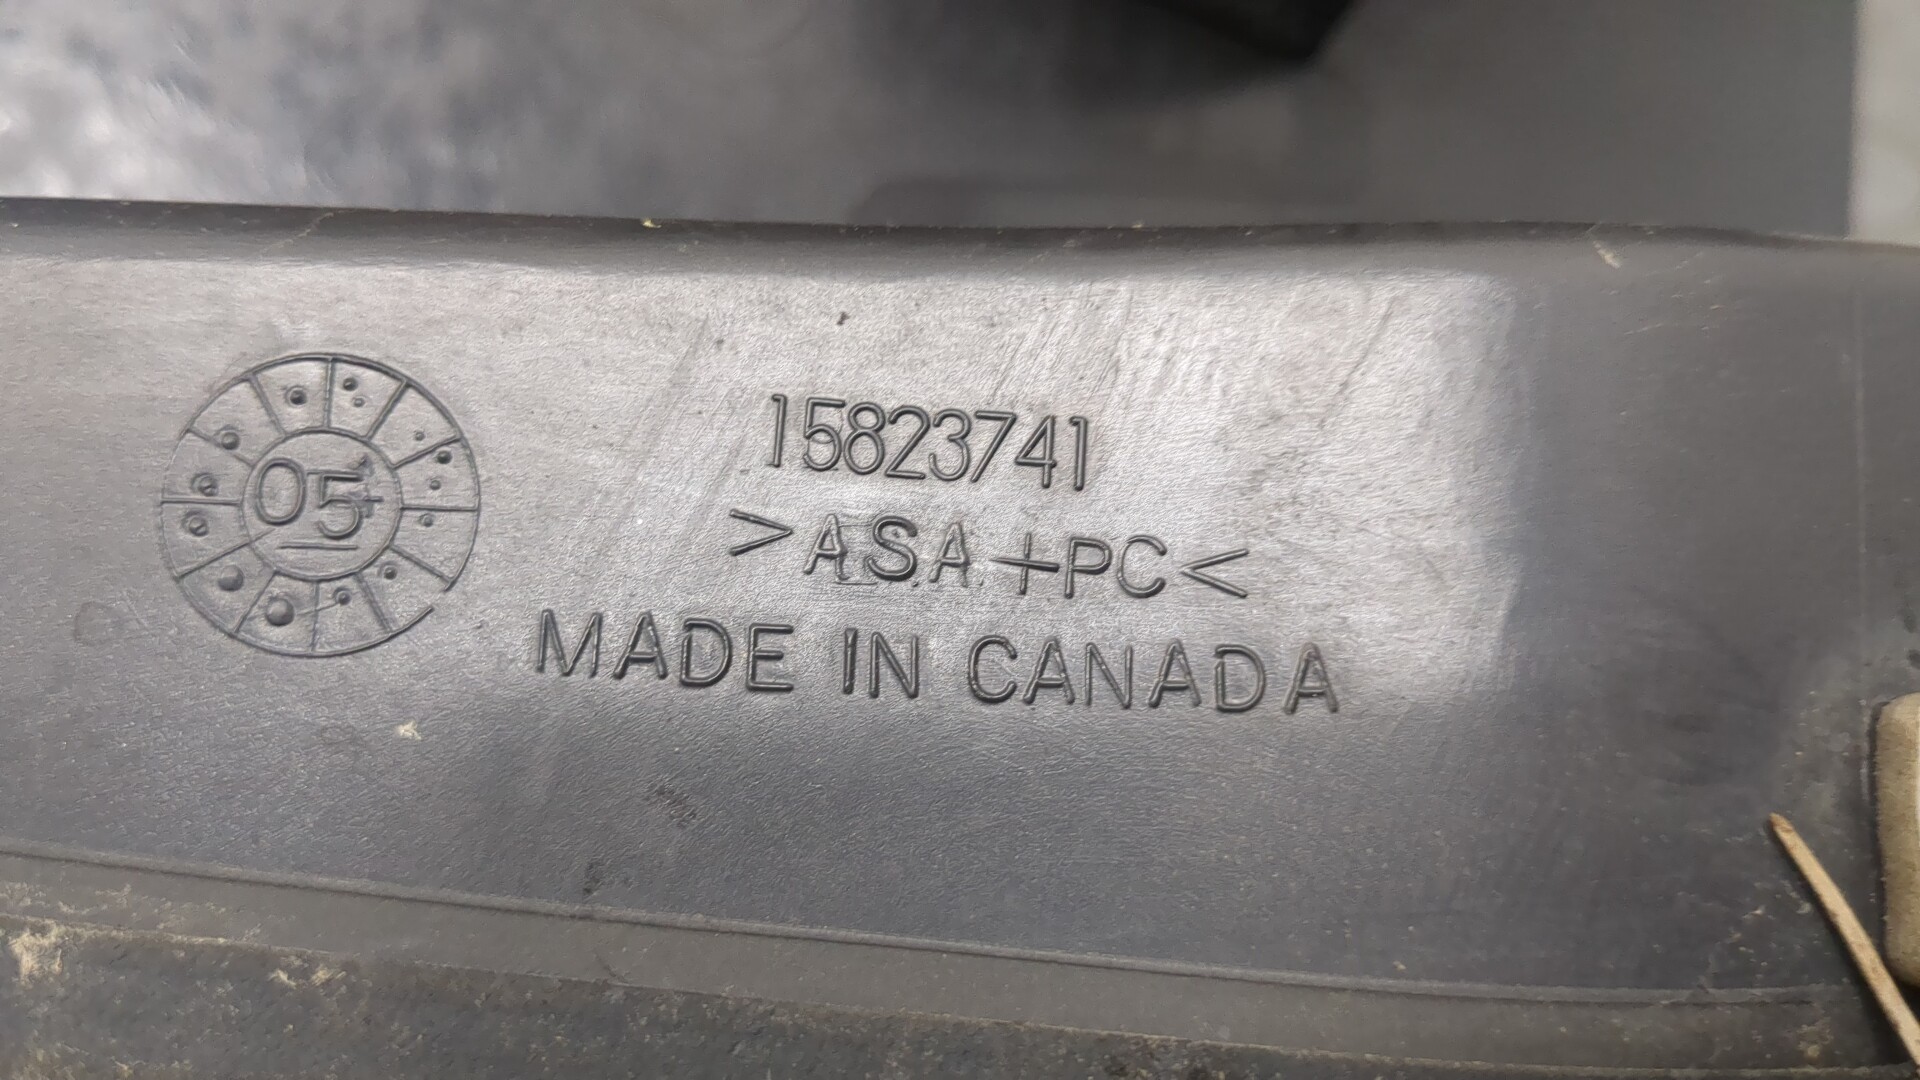 05
15823741
>ASA+PC<
MADE IN CANADA